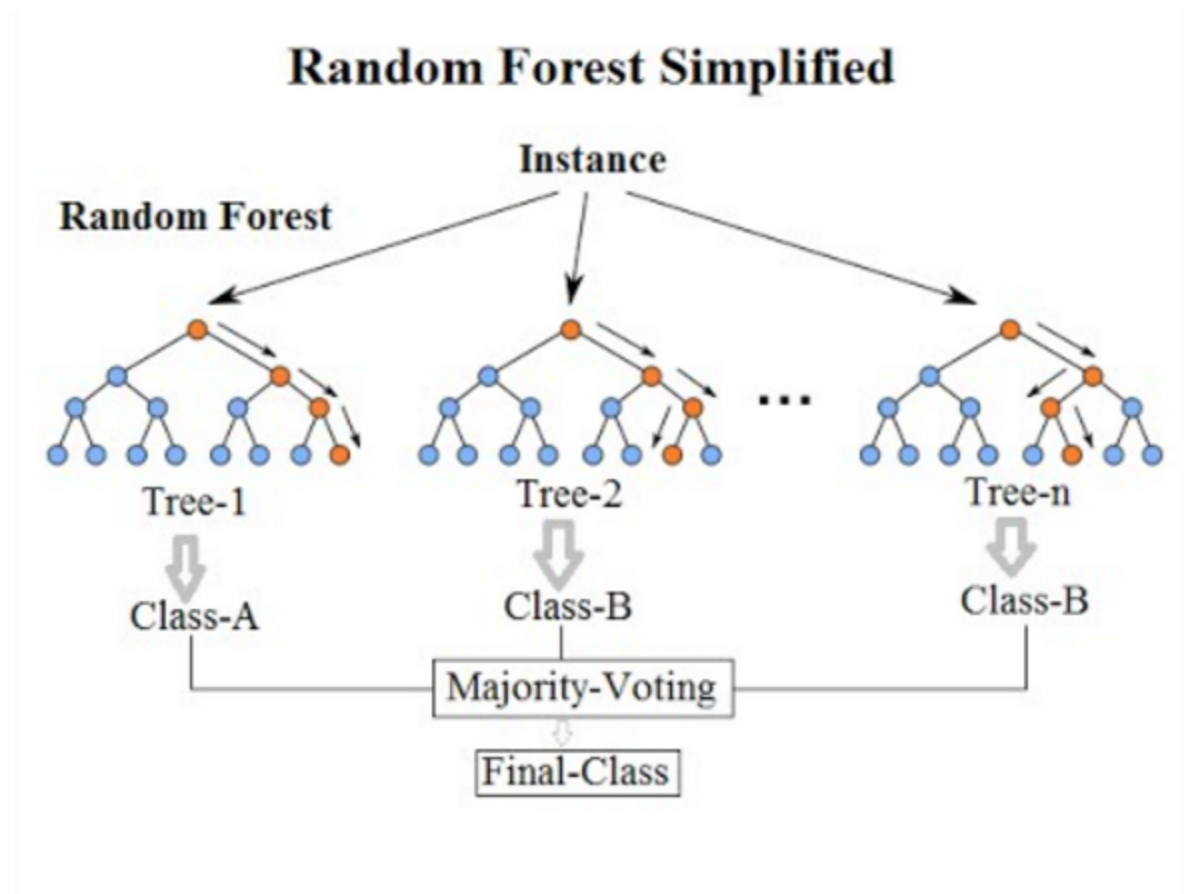 Random Forest Simplified
Instance
Random Forest
...
Tree-1
Tree-2
Tree-n
Class-A
Class-B
Class-B
Majority-Voting
Final-Class